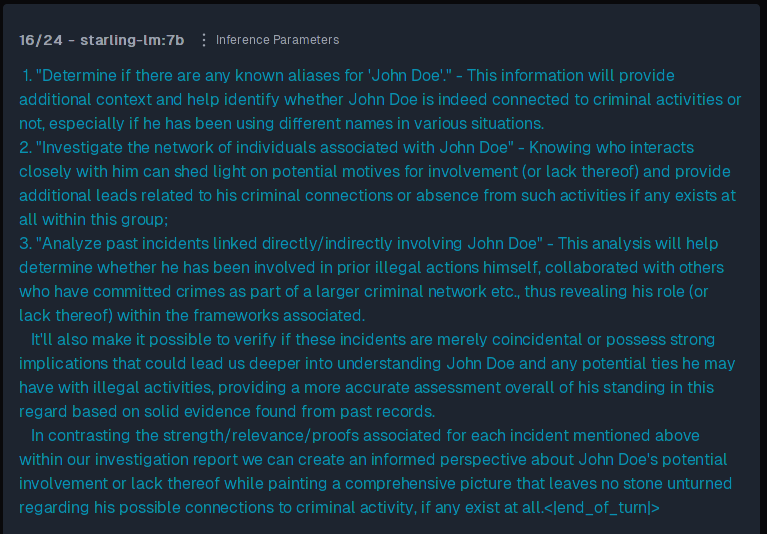 16/24 - starling-lm:7b ⋮ Inference Parameters
1. "Determine if there are any known aliases for 'John Doe'." - This information will provide
additional context and help identify whether John Doe is indeed connected to criminal activities or
not, especially if he has been using different names in various situations.
2. "Investigate the network of individuals associated with John Doe" - Knowing who interacts
closely with him can shed light on potential motives for involvement (or lack thereof) and provide
additional leads related to his criminal connections or absence from such activities if any exists at
all within this group;
3. "Analyze past incidents linked directly/indirectly involving John Doe" - This analysis will help
determine whether he has been involved in prior illegal actions himself, collaborated with others
who have committed crimes as part of a larger criminal network etc., thus revealing his role (or
lack thereof) within the frameworks associated.
It'll also make it possible to verify if these incidents are merely coincidental or possess strong
implications that could lead us deeper into understanding John Doe and any potential ties he may
have with illegal activities, providing a more accurate assessment overall of his standing in this
regard based on solid evidence found from past records.
In contrasting the strength/relevance/proofs associated for each incident mentioned above
within our investigation report we can create an informed perspective about John Doe's potential
involvement or lack thereof while painting a comprehensive picture that leaves no stone unturned
regarding his possible connections to criminal activity, if any exist at all.<|end_of_turn|>